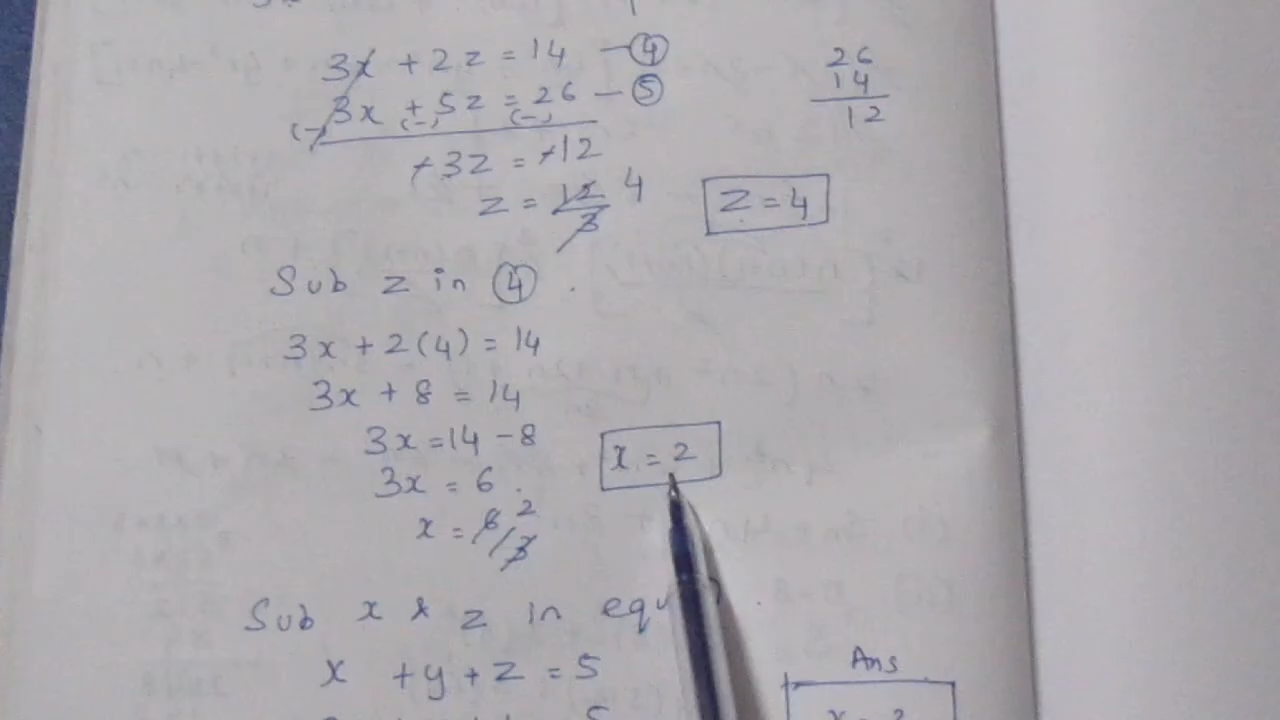 3x + 2z = 14 — ④
3x + 5z = 26 — ⑤
(-) (-) (-)
-3z = -12
z = 12/3 4
z = 4
26
14
12
Sub z in ④ .
3x + 2(4) = 14
3x + 8 = 14
3x = 14 - 8
3x = 6 .
x = 6/3 2
x = 2
Sub x & z in
x + y + z = 5
Ans